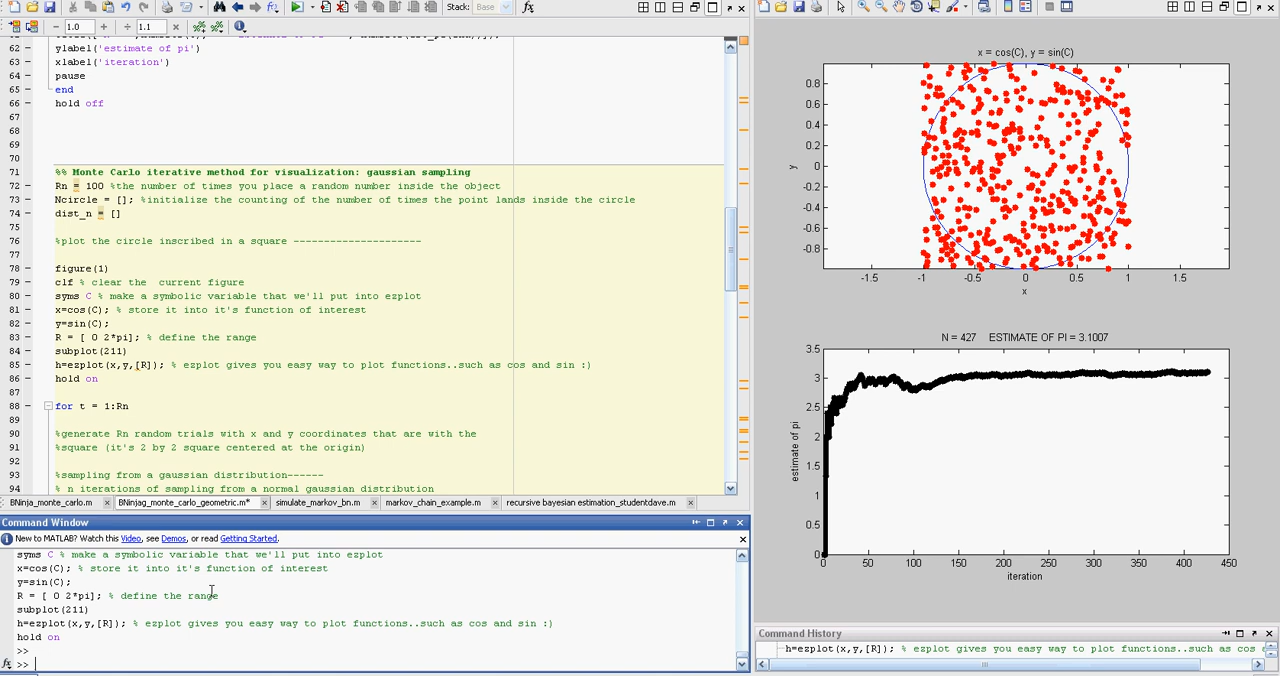 - 1.0 + ÷ 1.1 ×
Stack: Base fx
62 ylabel('estimate of pi')
63 xlabel('iteration')
64 pause
65 end
66 hold off
67
68
69
70
71 %% Monte Carlo iterative method for visualization: gaussian sampling
72 Rn = 100 %the number of times you place a random number inside the object
73 Ncircle = []; %initialize the counting of the number of times the point lands inside the circle
74 dist_n = []
75
76 %plot the circle inscribed in a square ---------------------
77
78 figure(1)
79 clf % clear the  current figure
80 syms C % make a symbolic variable that we'll put into ezplot
81 x=cos(C); % store it into it's function of interest
82 y=sin(C);
83 R = [ 0 2*pi]; % define the range
84 subplot(211)
85 h=ezplot(x,y,[R]); % ezplot gives you easy way to plot functions..such as cos and sin :)
86 hold on
87
88 for t = 1:Rn
89
90 %generate Rn random trials with x and y coordinates that are with the
91 %square (it's 2 by 2 square centered at the origin)
92
93 %sampling from a gaussian distribution------
94 % n iterations of sampling from a normal gaussian distribution
BNinja_monte_carlo.m × BNinjag_monte_carlo_geometric.m* × simulate_markov_bn.m × markov_chain_example.m × recursive bayesian estimation_studentdave.m ×
Command Window
New to MATLAB? Watch this Video, see Demos, or read Getting Started.
syms C % make a symbolic variable that we'll put into ezplot
x=cos(C); % store it into it's function of interest
y=sin(C);
R = [ 0 2*pi]; % define the range
subplot(211)
h=ezplot(x,y,[R]); % ezplot gives you easy way to plot functions..such as cos and sin :)
hold on
>>
fx >>
x = cos(C), y = sin(C)
0.8
0.6
0.4
0.2
0
-0.2
-0.4
-0.6
-0.8
y
-1.5 -1 -0.5 0 0.5 1 1.5
x
N = 427 ESTIMATE OF PI = 3.1007
3.5
3
2.5
2
1.5
1
0.5
0
estimate of pi
0 50 100 150 200 250 300 350 400 450
iteration
Command History
h=ezplot(x,y,[R]); % ezplot gives you easy way to plot functions..such as cos